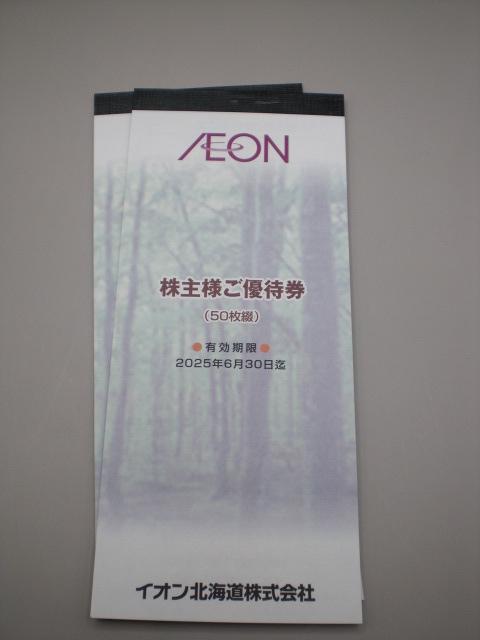 ÆON
株主様ご優待券
（50枚綴）
●有効期限●
2025年6月30日迄
イオン北海道株式会社